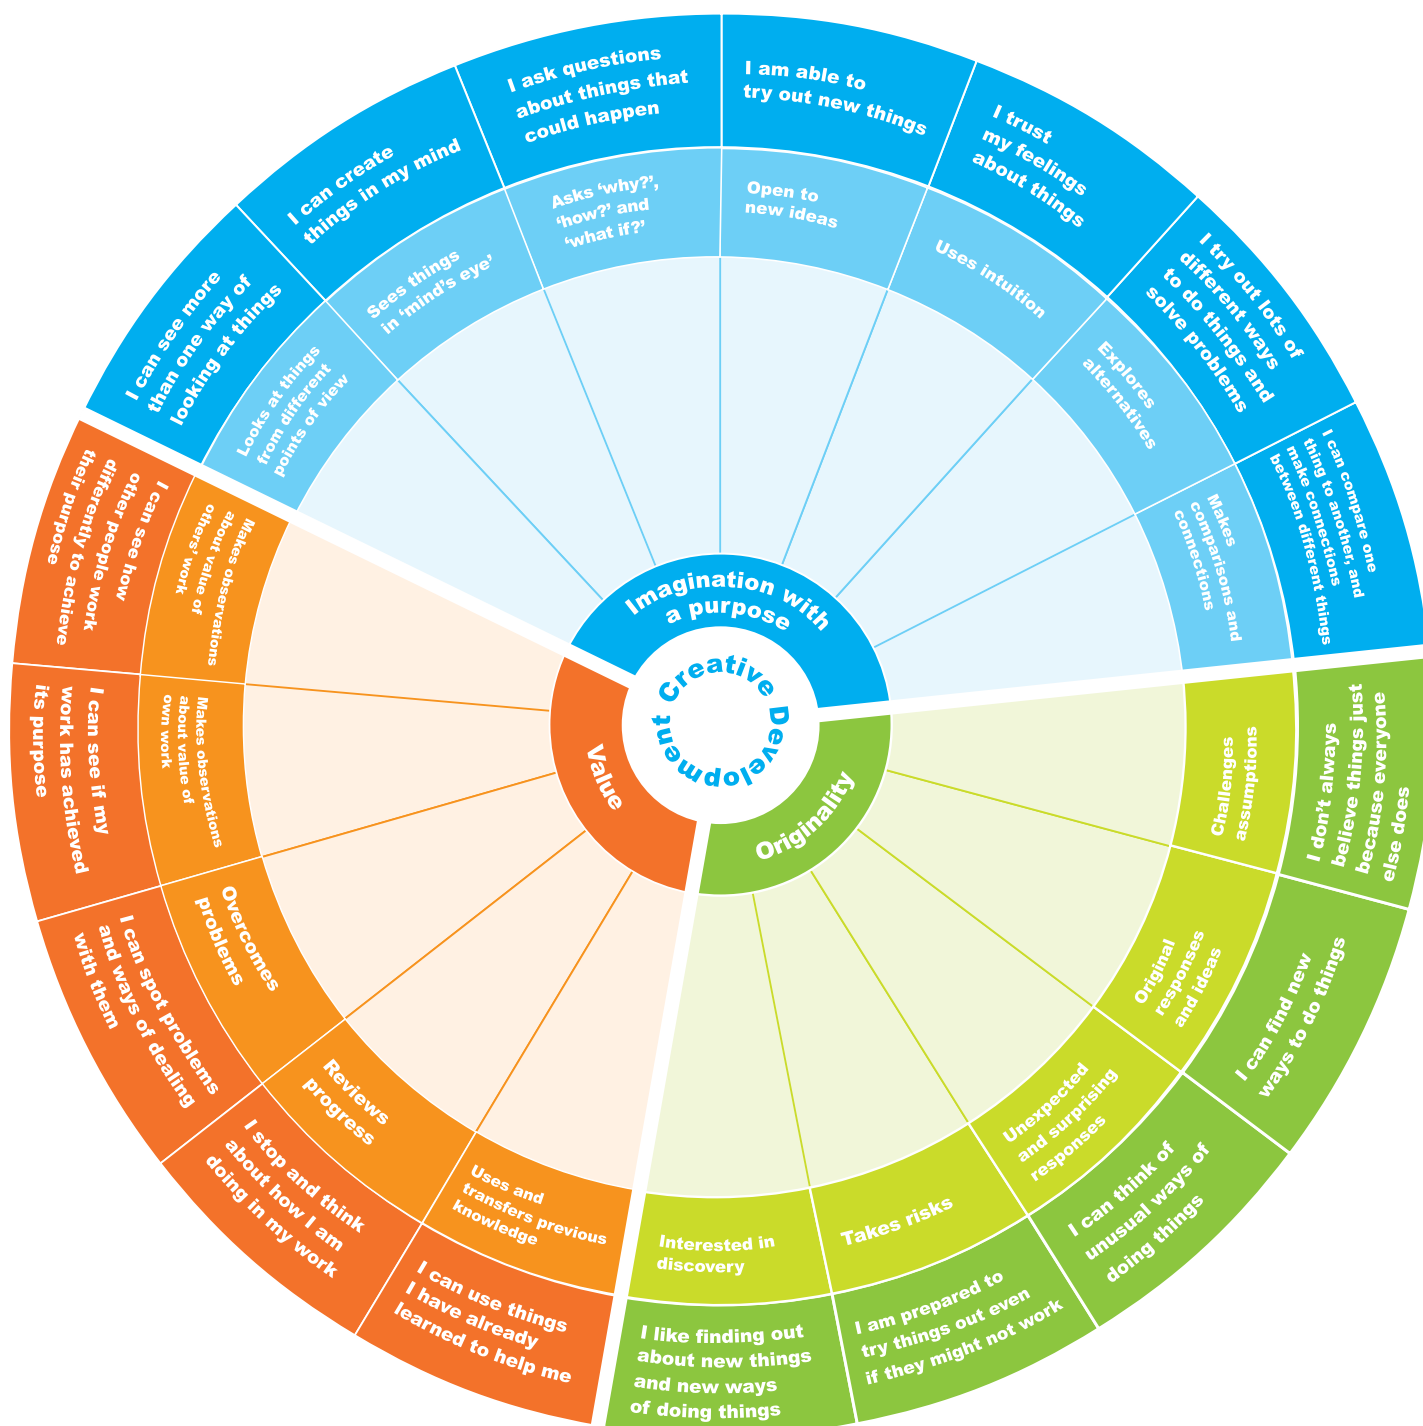 Creative Development
Imagination with
a purpose
Originality
Value
I can see more
than one way of
looking at things
Looks at things
from different
points of view
I can create
things in my mind
Sees things
in ‘mind’s eye’
I ask questions
about things that
could happen
Asks ‘why?’,
‘how?’ and
‘what if?’
I am able to
try out new things
Open to
new ideas
I trust
my feelings
about things
Uses intuition
I try out lots of
different ways
to do things and
solve problems
Explores
alternatives
I can compare one
thing to another, and
make connections
between different things
Makes
comparisons and
connections
I don’t always
believe things just
because everyone
else does
Challenges
assumptions
I can find new
ways to do things
Original
responses
and ideas
I can think of
unusual ways of
doing things
Unexpected
and surprising
responses
I am prepared to
try things out even
if they might not work
Takes risks
Interested in
discovery
I like finding out
about new things
and new ways
of doing things
Uses and
transfers previous
knowledge
I can use things
I have already
learned to help me
Reviews
progress
I stop and think
about how I am
doing in my work
Overcomes
problems
I can spot problems
and ways of dealing
with them
Makes observations
about value of
own work
I can see if my
work has achieved
its purpose
Makes observations
about value of
others’ work
I can see how
other people work
differently to achieve
their purpose